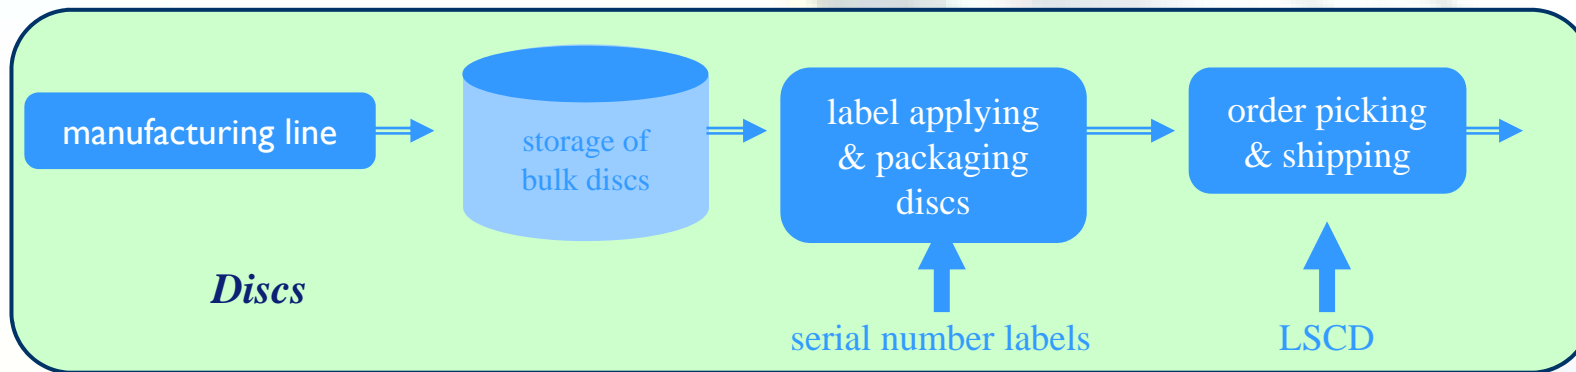 manufacturing line
storage of
bulk discs
label applying
& packaging
discs
order picking
& shipping
Discs
serial number labels
LSCD